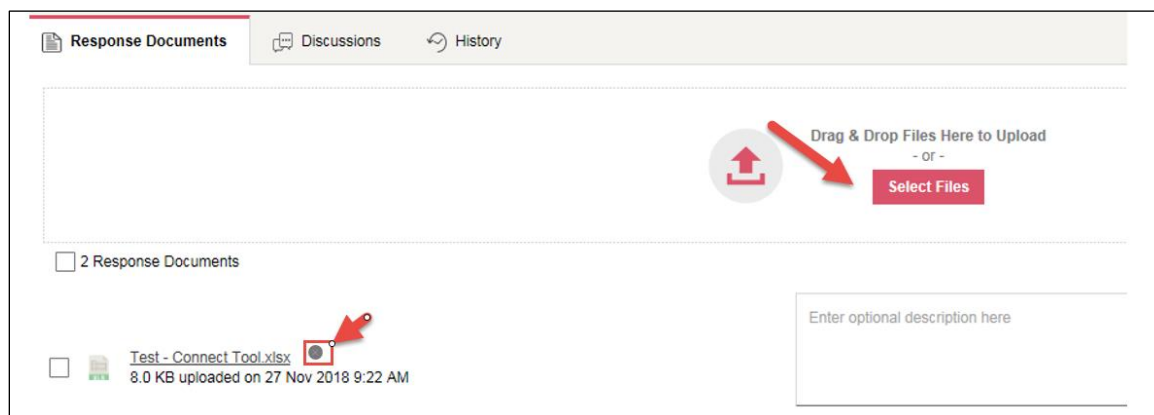 Response Documents
Discussions
History
Drag & Drop Files Here to Upload
- or -
Select Files
2 Response Documents
Enter optional description here
Test - Connect Tool.xlsx
8.0 KB uploaded on 27 Nov 2018 9:22 AM